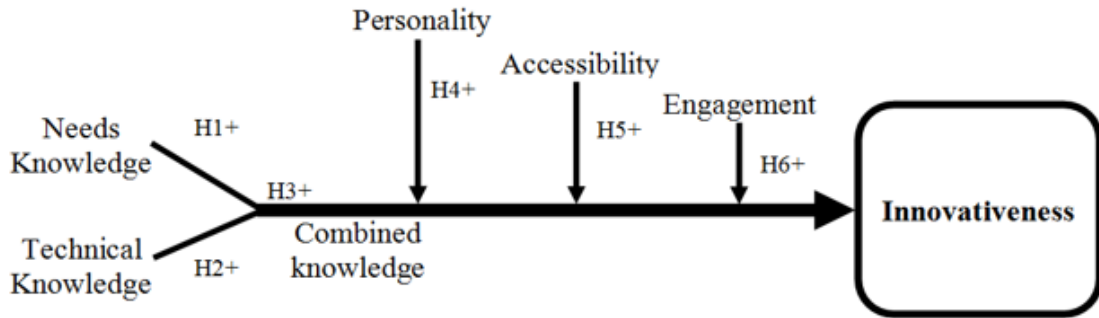 Personality
Accessibility
H4+
Engagement
Needs
Knowledge
H1+
H5+
H6+
H3+
Innovativeness
Technical
Knowledge
H2+
Combined
knowledge